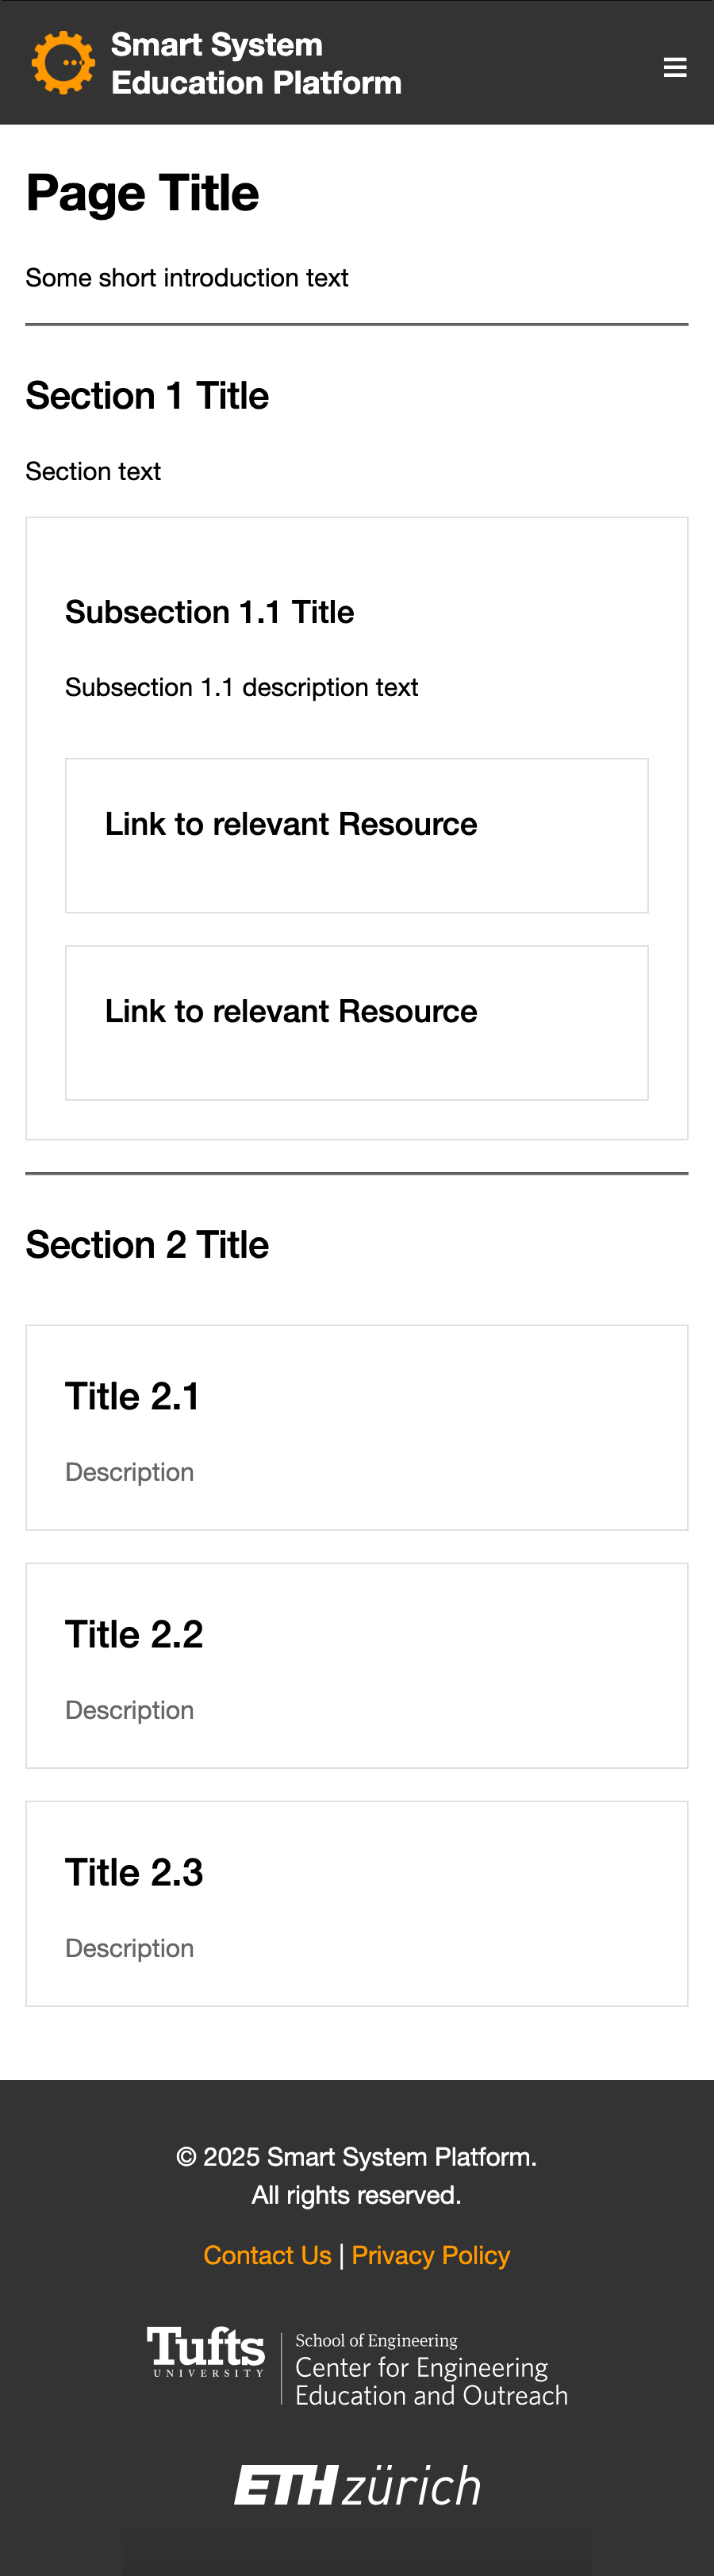 Smart System
Education Platform
Page Title
Some short introduction text
Section 1 Title
Section text
Subsection 1.1 Title
Subsection 1.1 description text
Link to relevant Resource
Link to relevant Resource
Section 2 Title
Title 2.1
Description
Title 2.2
Description
Title 2.3
Description
© 2025 Smart System Platform.
All rights reserved.
Contact Us | Privacy Policy
Tufts
UNIVERSITY
School of Engineering
Center for Engineering
Education and Outreach
ETH zürich